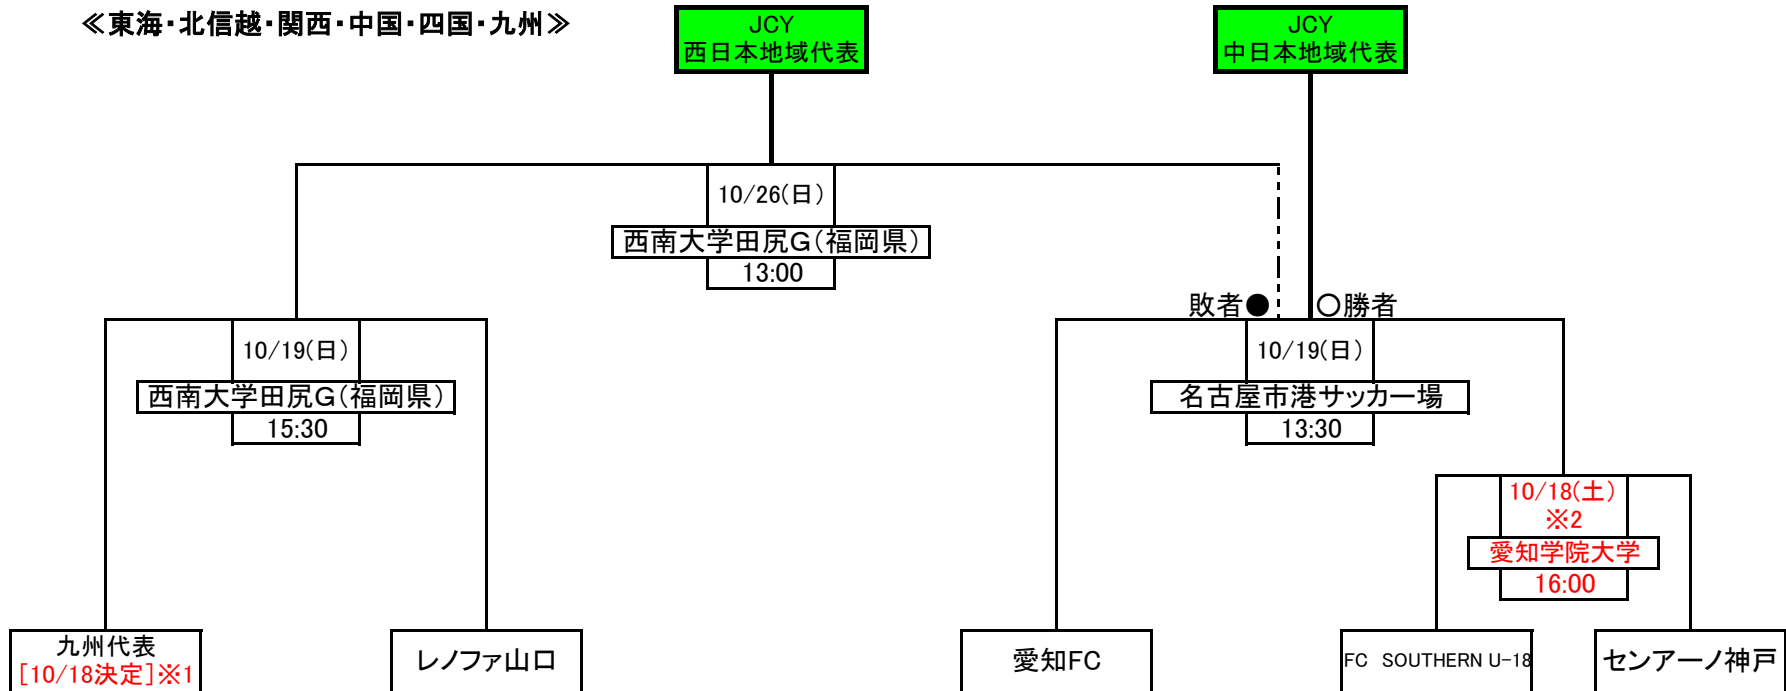 ≪東海・北信越・関西・中国・四国・九州≫
JCY
西日本地域代表
JCY
中日本地域代表
10/26(日)
西南大学田尻G(福岡県)
13:00
敗者●
○勝者
10/19(日)
西南大学田尻G(福岡県)
15:30
10/19(日)
名古屋市港サッカー場
13:30
10/18(土)
※2
愛知学院大学
16:00
九州代表
[10/18決定]※1
レノファ山口
愛知FC
FC SOUTHERN U-18
センアーノ神戸